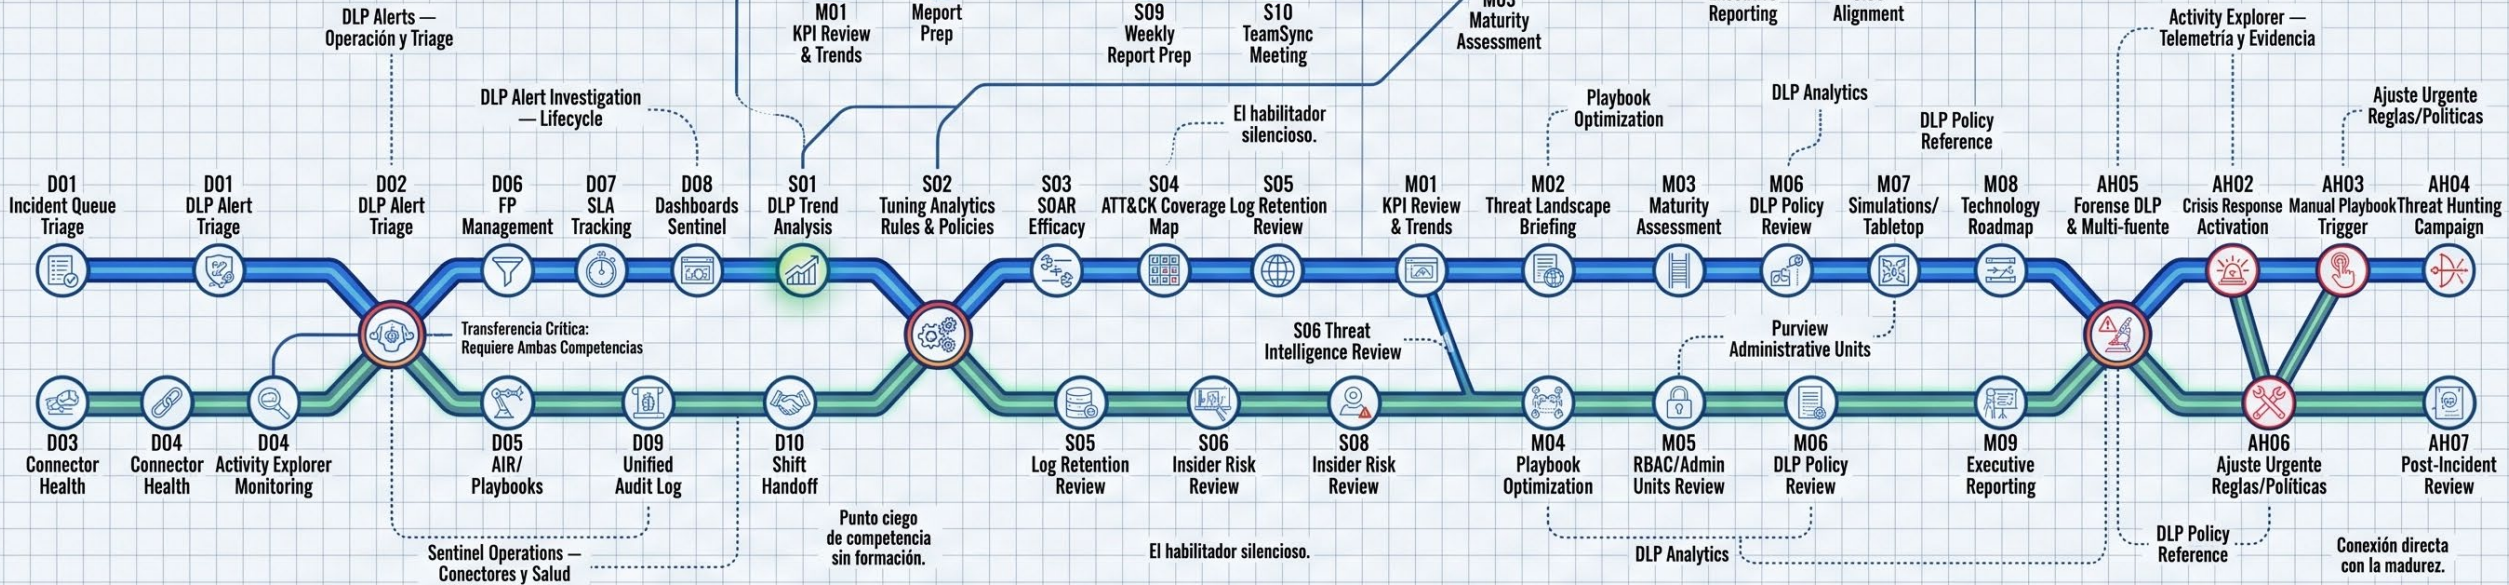 DLP Alerts —
Operación y Triage
M01
KPI Review
& Trends
Meport
Prep
S09
Weekly
Report Prep
S10
TeamSync
Meeting
Maturity
Assessment
Reporting
Alignment
Activity Explorer —
Telemetría y Evidencia
DLP Alert Investigation
— Lifecycle
El habilitador
silencioso.
Playbook
Optimization
DLP Analytics
DLP Policy
Reference
Ajuste Urgente
Reglas/Politicas
D01
Incident Queue
Triage
D01
DLP Alert
Triage
D02
DLP Alert
Triage
D06
FP
Management
D07
SLA
Tracking
D08
Dashboards
Sentinel
S01
DLP Trend
Analysis
S02
Tuning Analytics
Rules & Policies
S03
SOAR
Efficacy
S04
ATT&CK Coverage
Map
S05
Log Retention
Review
M01
KPI Review
& Trends
M02
Threat Landscape
Briefing
M03
Maturity
Assessment
M06
DLP Policy
Review
M07
Simulations/
Tabletop
M08
Technology
Roadmap
AH05
Forense DLP
& Multi-fuente
AH02
Crisis Response
Activation
AH03
Manual Playbook
Trigger
AH04
Threat Hunting
Campaign
Transferencia Crítica:
Requiere Ambas Competencias
S06 Threat
Intelligence Review
Purview
Administrative Units
D03
Connector
Health
D04
Connector
Health
D04
Activity Explorer
Monitoring
D05
AIR/
Playbooks
D09
Unified
Audit Log
D10
Shift
Handoff
S05
Log Retention
Review
S06
Insider Risk
Review
S08
Insider Risk
Review
M04
Playbook
Optimization
M05
RBAC/Admin
Units Review
M06
DLP Policy
Review
M09
Executive
Reporting
AH06
Ajuste Urgente
Reglas/Políticas
AH07
Post-Incident
Review
Sentinel Operations —
Conectores y Salud
Punto ciego
de competencia
sin formación.
El habilitador silencioso.
DLP Analytics
DLP Policy
Reference
Conexión directa
con la madurez.